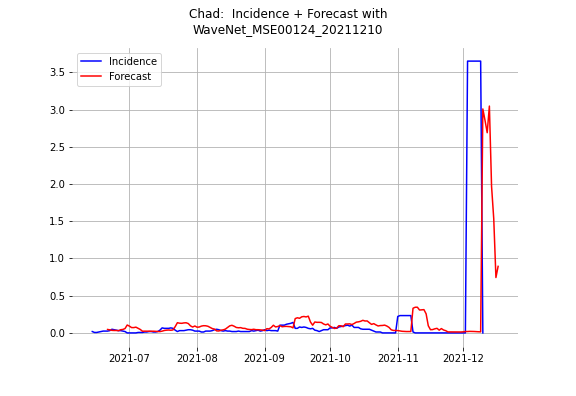 Chad:  Incidence + Forecast with
WaveNet_MSE00124_20211210
Incidence
Forecast
3.5
3.0
2.5
2.0
1.5
1.0
0.5
0.0
2021-07 2021-08 2021-09 2021-10 2021-11 2021-12